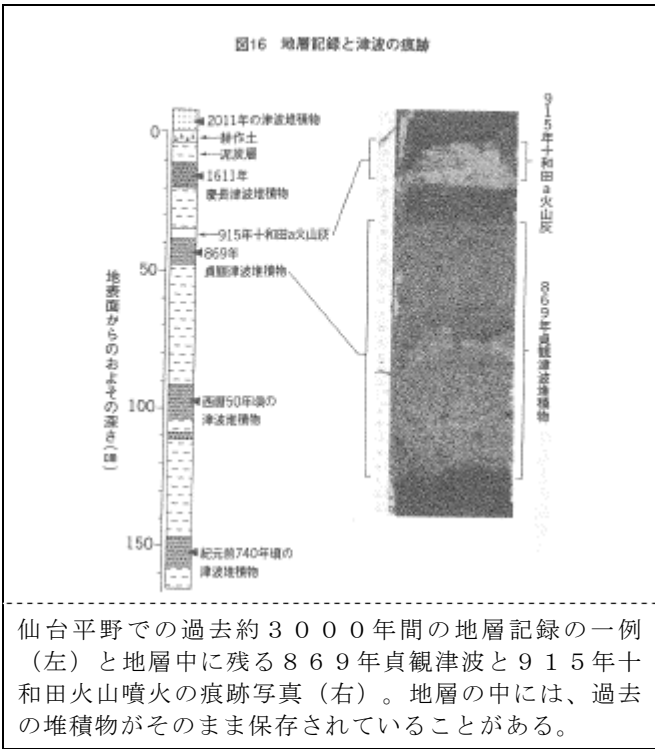 図16 地層記録と津波の痕跡
0
50
100
150
地表面からのおよその深さ(㎝)
2011年の津波堆積物
耕作土
泥炭層
1611年
慶長津波堆積物
915年十和田a火山灰
869年
貞観津波堆積物
西暦50年頃の
津波堆積物
紀元前740年頃の
津波堆積物
915年十和田a火山灰
869年貞観津波堆積物
仙台平野での過去約3000年間の地層記録の一例
(左)と地層中に残る869年貞観津波と915年十
和田火山噴火の痕跡写真(右)。地層の中には、過去
の堆積物がそのまま保存されていることがある。